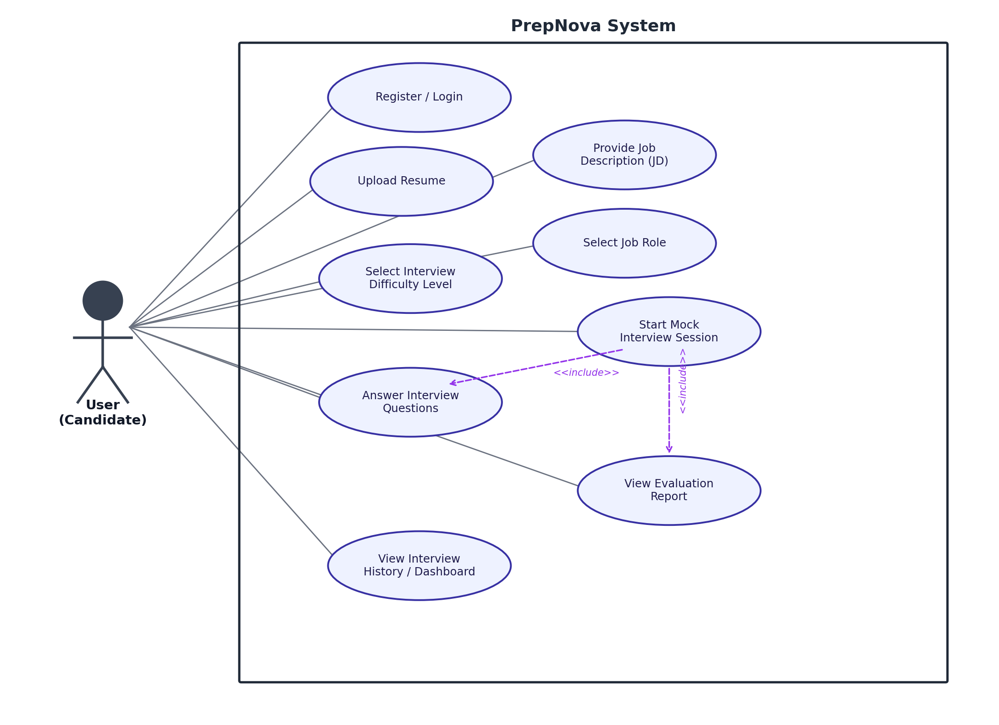 PrepNova System
Register / Login
Provide Job
Description (JD)
Upload Resume
Select Job Role
Select Interview
Difficulty Level
Start Mock
Interview Session
<<include>>
<<include>>
Answer Interview
Questions
User
(Candidate)
View Evaluation
Report
View Interview
History / Dashboard